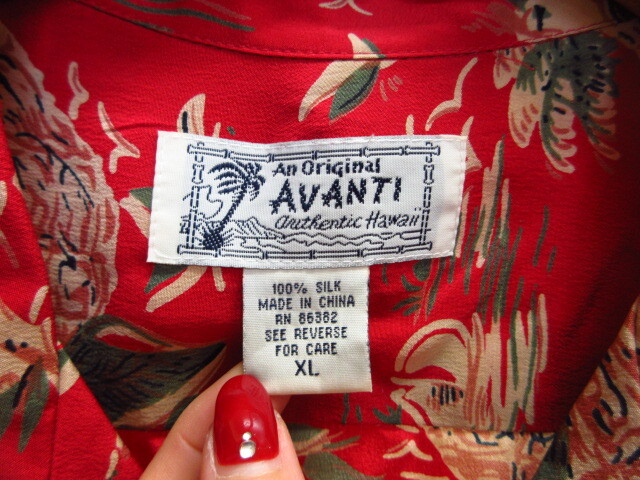 An Original
AVANTI
Authentic Hawaii
100% SILK
MADE IN CHINA
RN 86382
SEE REVERSE
FOR CARE
XL